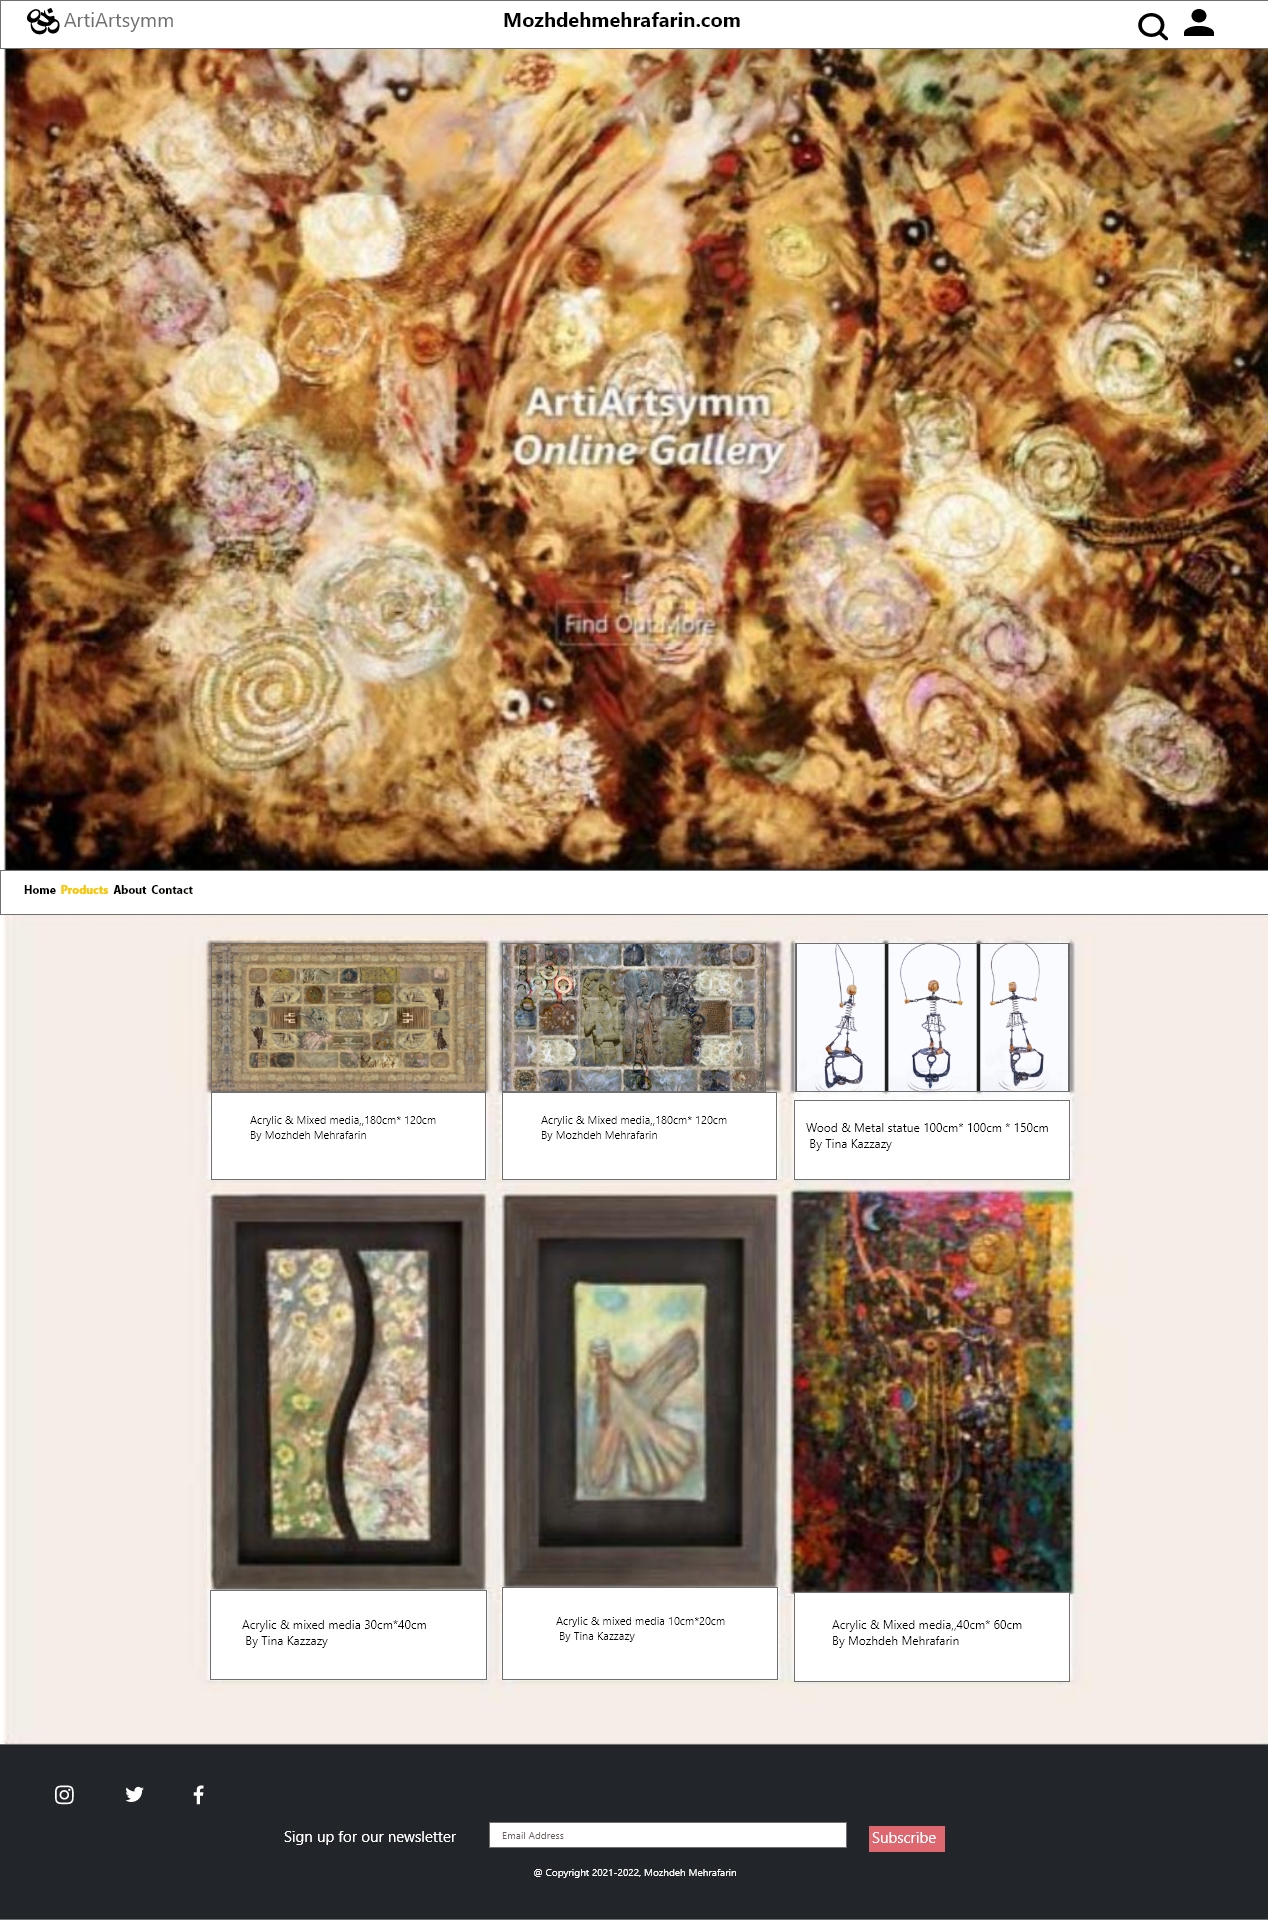 ArtiArtsymm
Mozhdehmehrafarin.com
ArtiArtsymm
Online Gallery
Find Out More
Home Products About Contact
Acrylic & Mixed media,,180cm* 120cm
By Mozhdeh Mehrafarin
Acrylic & Mixed media,,180cm* 120cm
By Mozhdeh Mehrafarin
Wood & Metal statue 100cm* 100cm * 150cm
By Tina Kazzazy
Acrylic & mixed media 30cm*40cm
By Tina Kazzazy
Acrylic & mixed media 10cm*20cm
By Tina Kazzazy
Acrylic & Mixed media,,40cm* 60cm
By Mozhdeh Mehrafarin
Sign up for our newsletter
Email Address
Subscribe
@ Copyright 2021-2022, Mozhdeh Mehrafarin